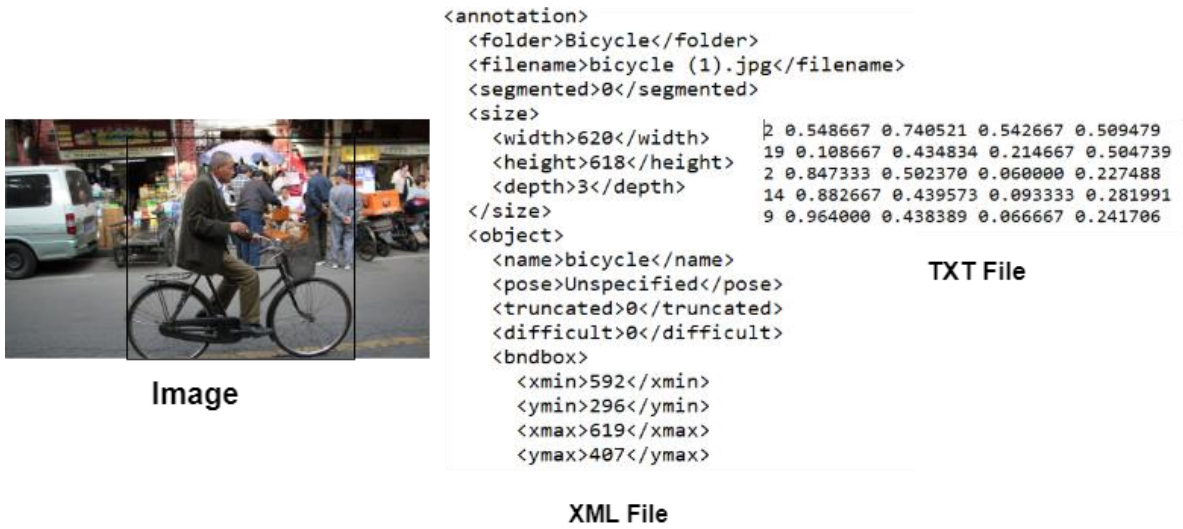 <annotation>
<folder>Bicycle</folder>
<filename>bicycle (1).jpg</filename>
<segmented>0</segmented>
<size>
<width>620</width>
<height>618</height>
<depth>3</depth>
</size>
<object>
<name>bicycle</name>
<pose>Unspecified</pose>
<truncated>0</truncated>
<difficult>0</difficult>
<bndbox>
<xmin>592</xmin>
<ymin>296</ymin>
<xmax>619</xmax>
<ymax>407</ymax>
2 0.548667 0.740521 0.542667 0.509479
19 0.108667 0.434834 0.214667 0.504739
2 0.847333 0.502370 0.060000 0.227488
14 0.882667 0.439573 0.093333 0.281991
9 0.964000 0.438389 0.066667 0.241706
TXT File
Image
XML File